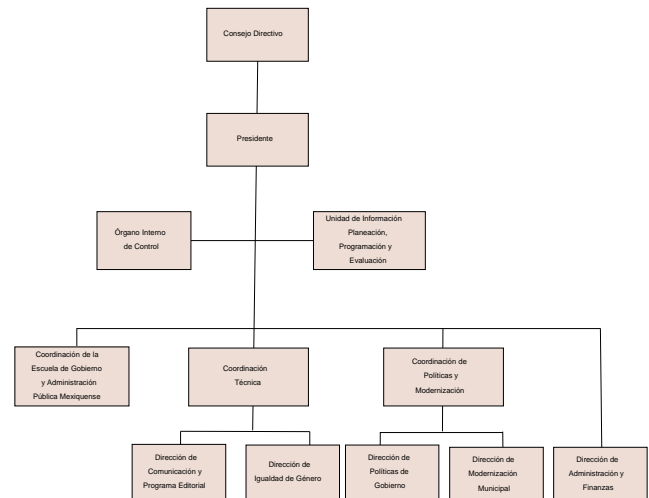 Consejo Directivo
Presidente
Órgano Interno
de Control
Unidad de Información
Planeación,
Programación y
Evaluación
Coordinación de la
Escuela de Gobierno
y Administración
Pública Mexiquense
Coordinación
Técnica
Coordinación de
Políticas y
Modernización
Dirección de
Comunicación y
Programa Editorial
Dirección de
Igualdad de Género
Dirección de
Políticas de
Gobierno
Dirección de
Modernización
Municipal
Dirección de
Administración y
Finanzas